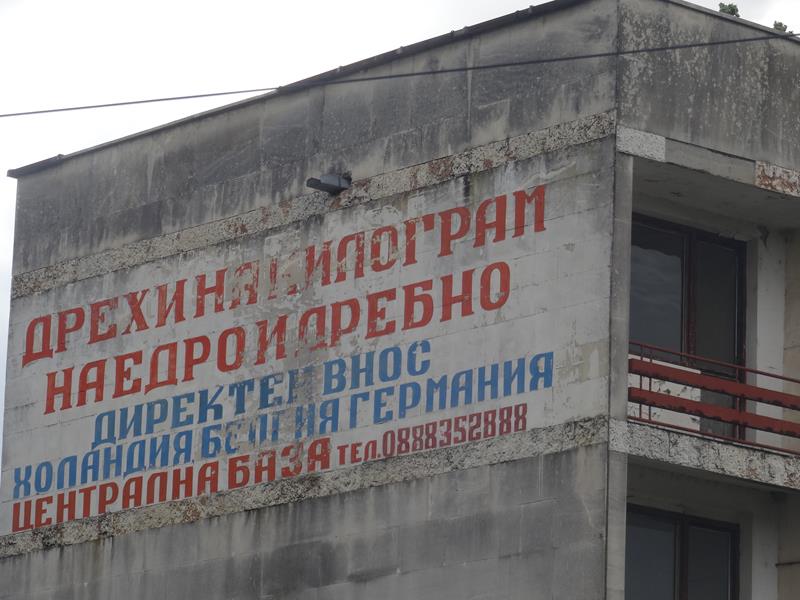 ДРЕХИ НА КИЛОГРАМ
НА ЕДРО И ДРЕБНО
ДИРЕКТЕН ВНОС
ХОЛАНДИЯ БЕЛГИЯ ГЕРМАНИЯ
ЦЕНТРАЛНА БАЗА ТЕЛ.0888352888